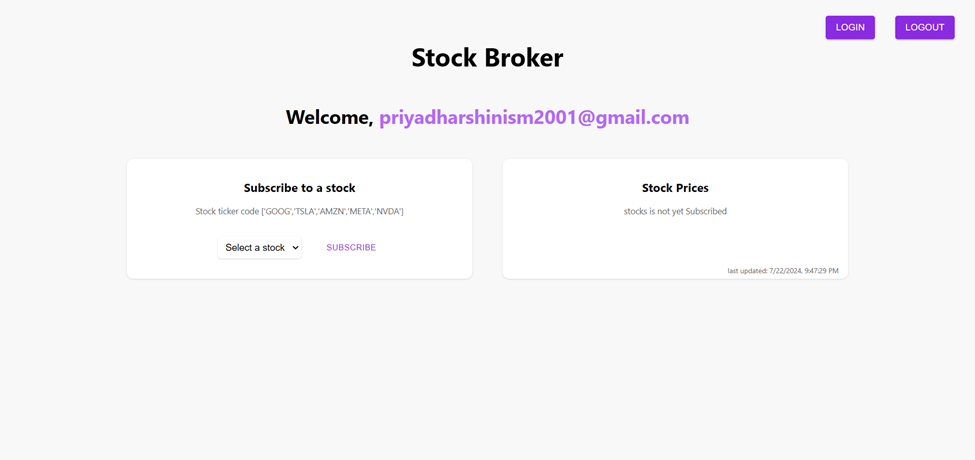 LOGIN
LOGOUT
Stock Broker
Welcome, priyadharshinism2001@gmail.com
Subscribe to a stock
Stock ticker code ['GOOG','TSLA','AMZN','META','NVDA']
Select a stock
SUBSCRIBE
Stock Prices
stocks is not yet Subscribed
last updated: 7/22/2024, 9:47:29 PM